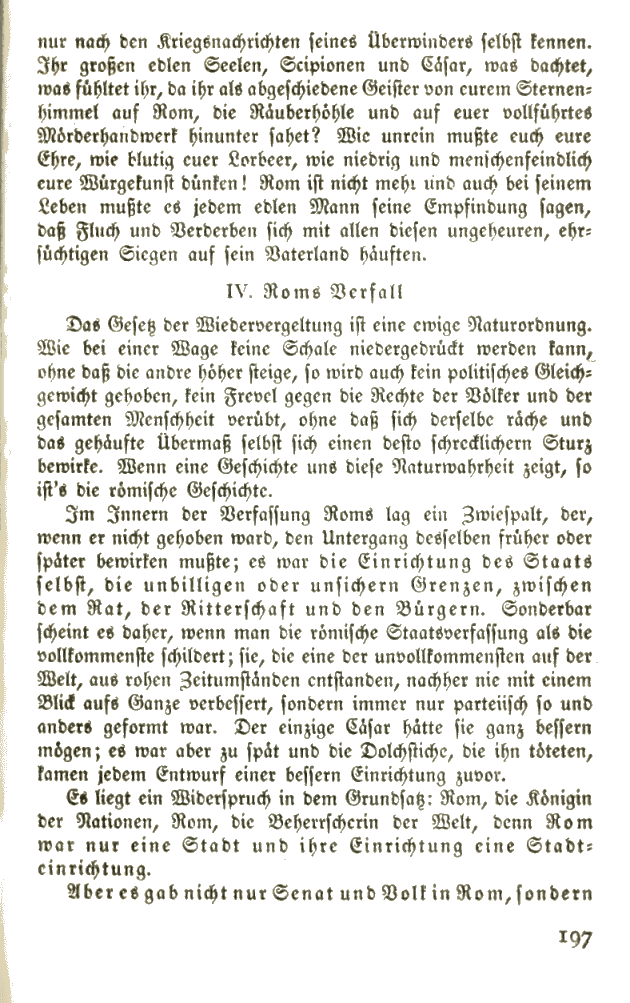 nur nach den Kriegsnachrichten seines Überwinders selbst kennen.
Ihr großen edlen Seelen, Scipionen und Cäsar, was dachtet,
was fühltet ihr, da ihr als abgeschiedene Geister von eurem Sternen=
himmel auf Rom, die Räuberhöhle und auf euer vollführtes
Mörderhandwerk hinunter sahet? Wie unrein mußte euch eure
Ehre, wie blutig euer Lorbeer, wie niedrig und menschenfeindlich
eure Würgekunst dünken! Rom ist nicht mehr und auch bei seinem
Leben mußte es jedem edlen Mann seine Empfindung sagen,
daß Fluch und Verderben sich mit allen diesen ungeheuren, ehr=
süchtigen Siegen auf sein Vaterland häuften.
IV. Roms Verfall
Das Gesetz der Wiedervergeltung ist eine ewige Naturordnung.
Wie bei einer Wage keine Schale niedergedrückt werden kann,
ohne daß die andre höher steige, so wird auch kein politisches Gleich=
gewicht gehoben, kein Frevel gegen die Rechte der Völker und der
gesamten Menschheit verübt, ohne daß sich derselbe räche und
das gehäufte Übermaß selbst sich einen desto schrecklichern Sturz
bewirke. Wenn eine Geschichte uns diese Naturwahrheit zeigt, so
ist's die römische Geschichte.
Im Innern der Verfassung Roms lag ein Zwiespalt, der,
wenn er nicht gehoben ward, den Untergang desselben früher oder
später bewirken mußte; es war die Einrichtung des Staats
selbst, die unbilligen oder unsichern Grenzen, zwischen
dem Rat, der Ritterschaft und den Bürgern. Sonderbar
scheint es daher, wenn man die römische Staatsverfassung als die
vollkommenste schildert; sie, die eine der unvollkommensten auf der
Welt, aus rohen Zeitumständen entstanden, nachher nie mit einem
Blick aufs Ganze verbessert, sondern immer nur parteiisch so und
anders geformt war. Der einzige Cäsar hätte sie ganz bessern
mögen; es war aber zu spät und die Dolchstiche, die ihn töteten,
kamen jedem Entwurf einer bessern Einrichtung zuvor.
Es liegt ein Widerspruch in dem Grundsatz: Rom, die Königin
der Nationen, Rom, die Beherrscherin der Welt, denn Rom
war nur eine Stadt und ihre Einrichtung eine Stadt=
einrichtung.
Aber es gab nicht nur Senat und Volk in Rom, sondern
197